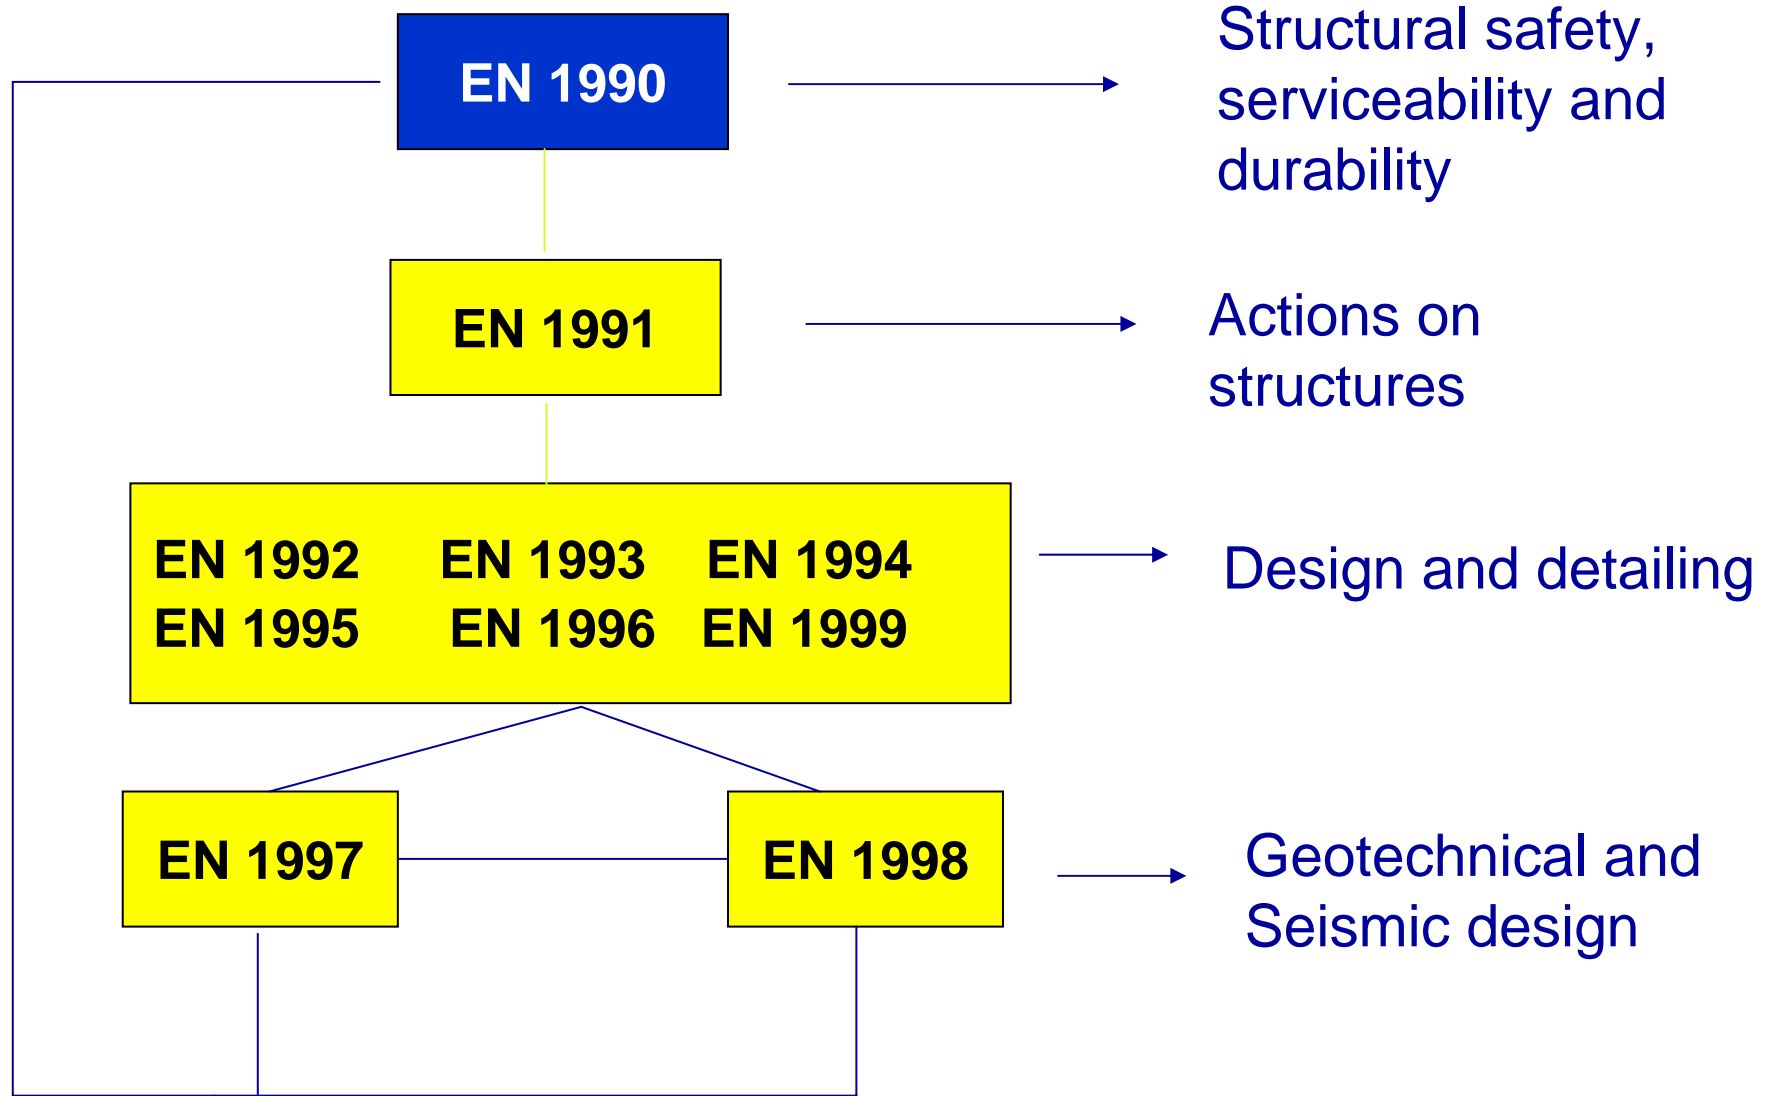 EN 1990
Structural safety,
serviceability and
durability
EN 1991
Actions on
structures
EN 1992 EN 1993 EN 1994
EN 1995 EN 1996 EN 1999
Design and detailing
EN 1997
EN 1998
Geotechnical and
Seismic design